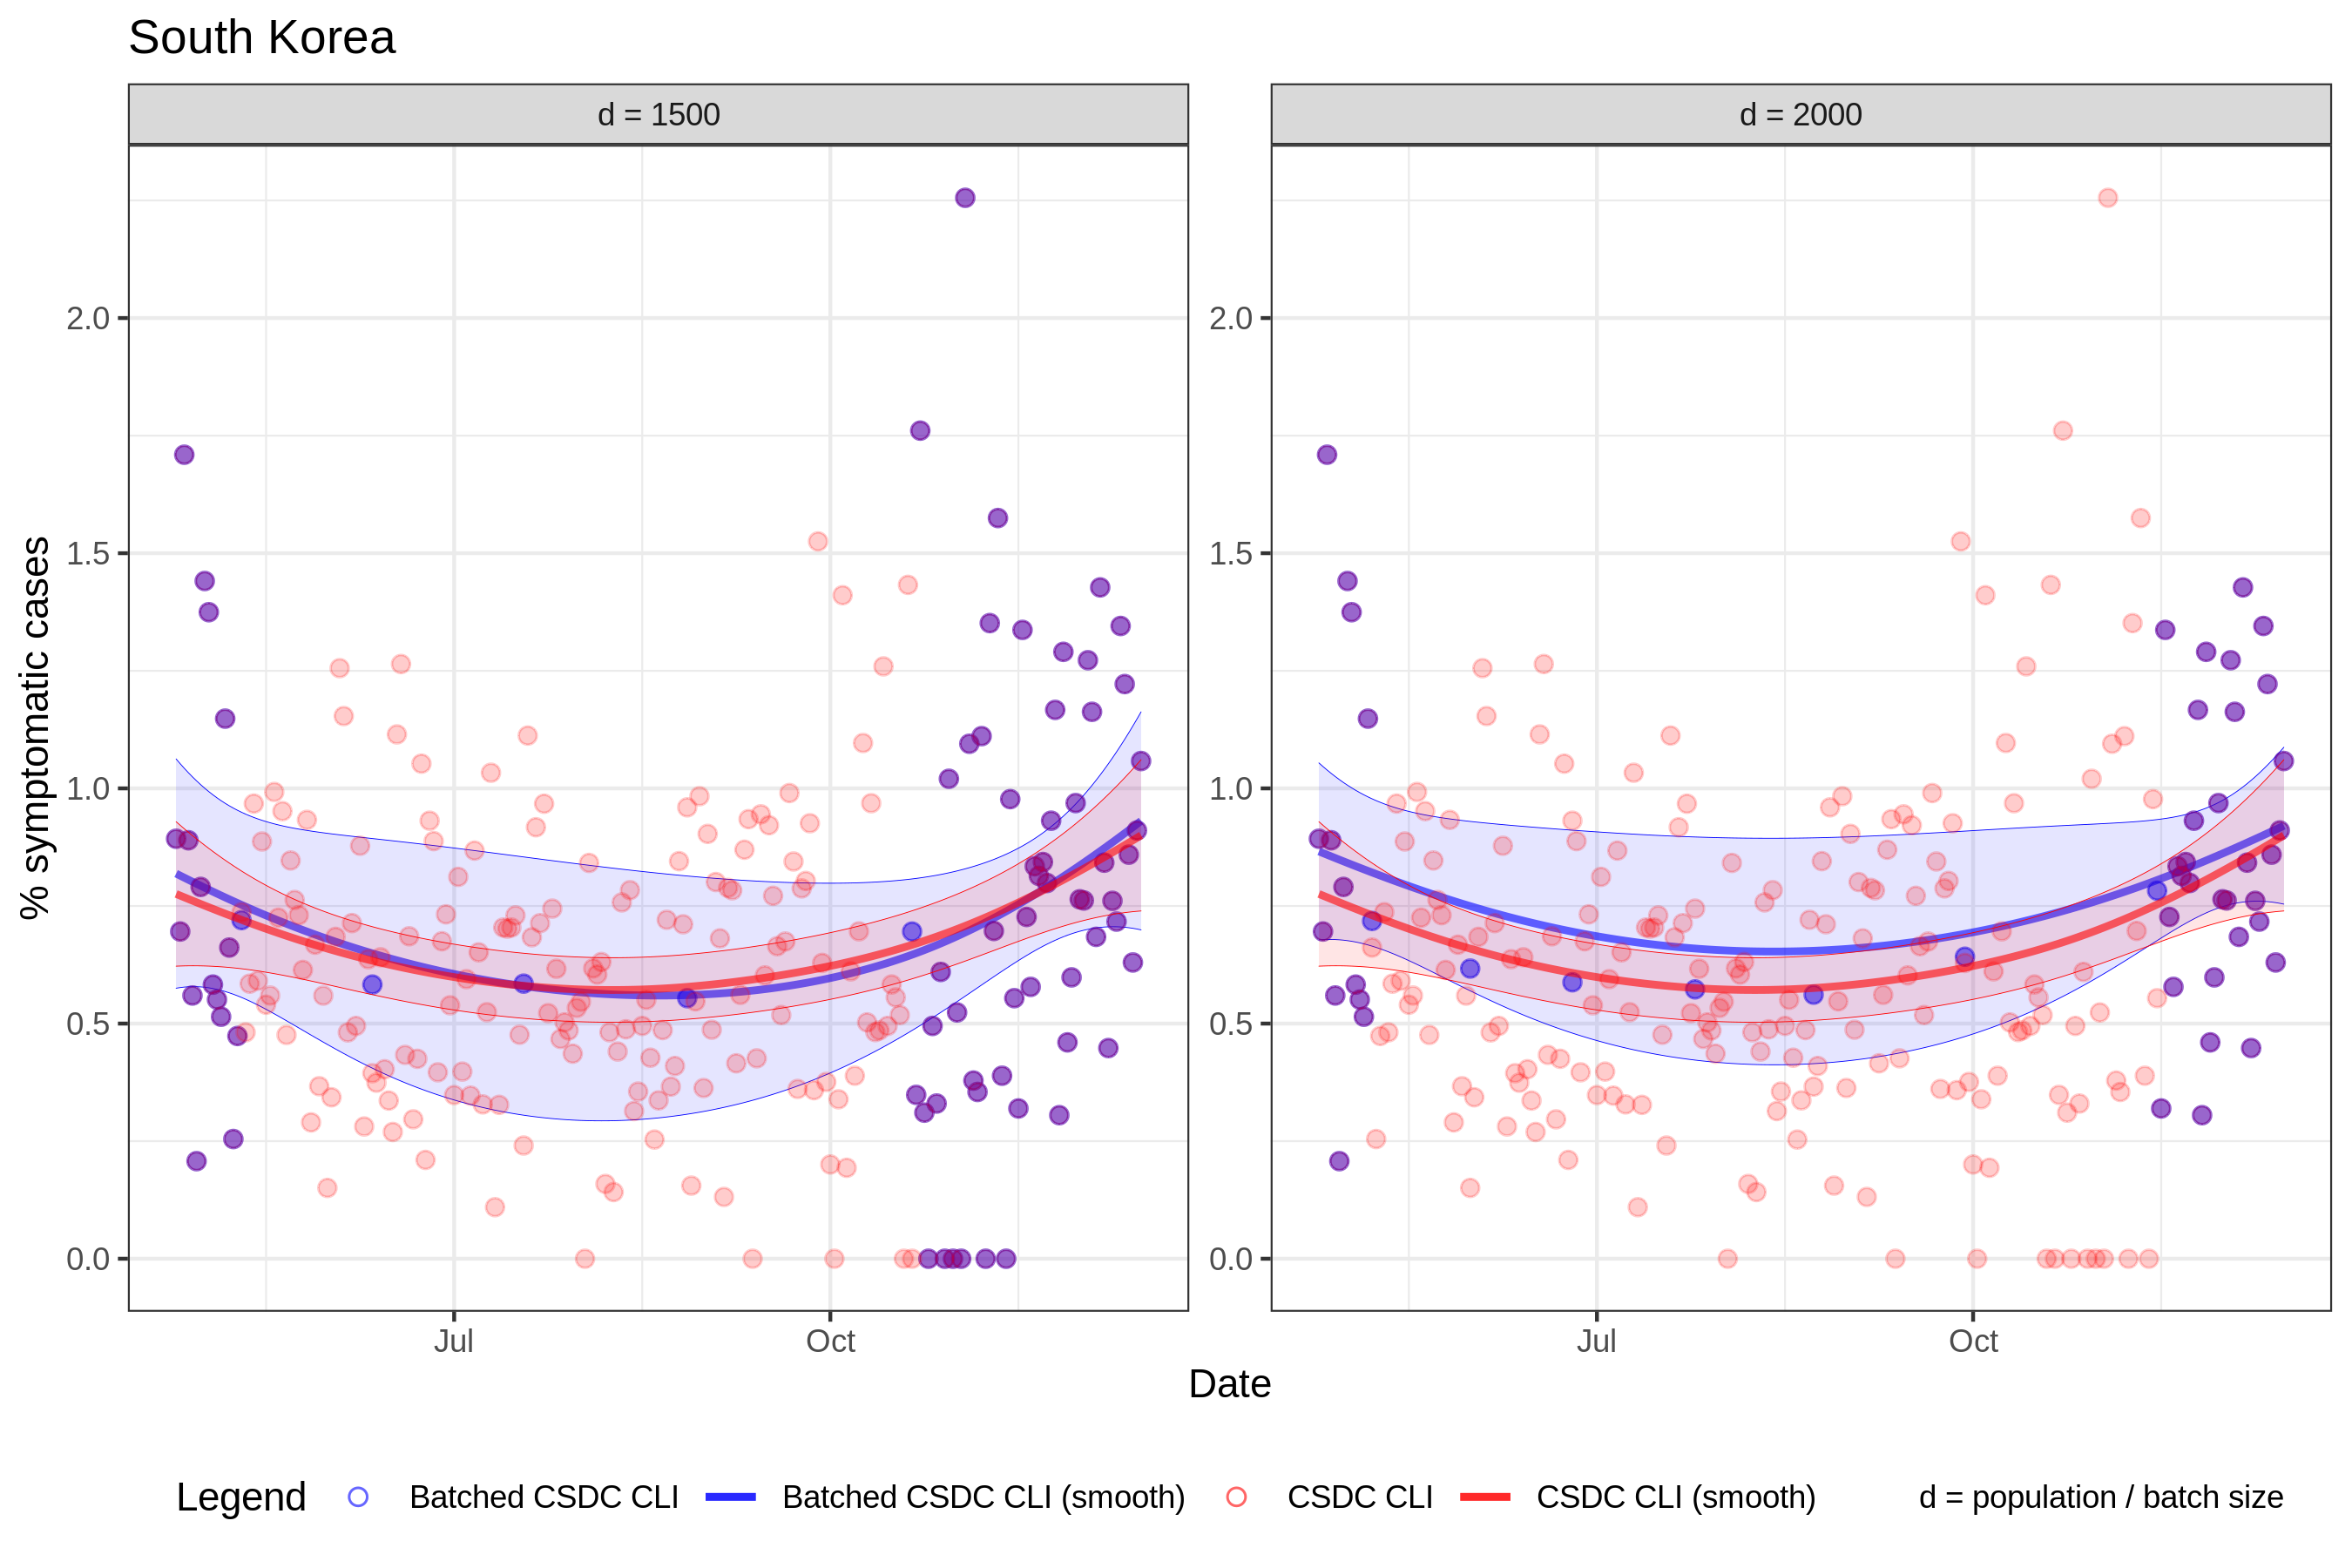 South Korea
d = 1500
d = 2000
% symptomatic cases
2.0
1.5
1.0
0.5
0.0
2.0
1.5
1.0
0.5
0.0
Jul
Oct
Jul
Oct
Date
Legend
Batched CSDC CLI
Batched CSDC CLI (smooth)
CSDC CLI
CSDC CLI (smooth)
d = population / batch size